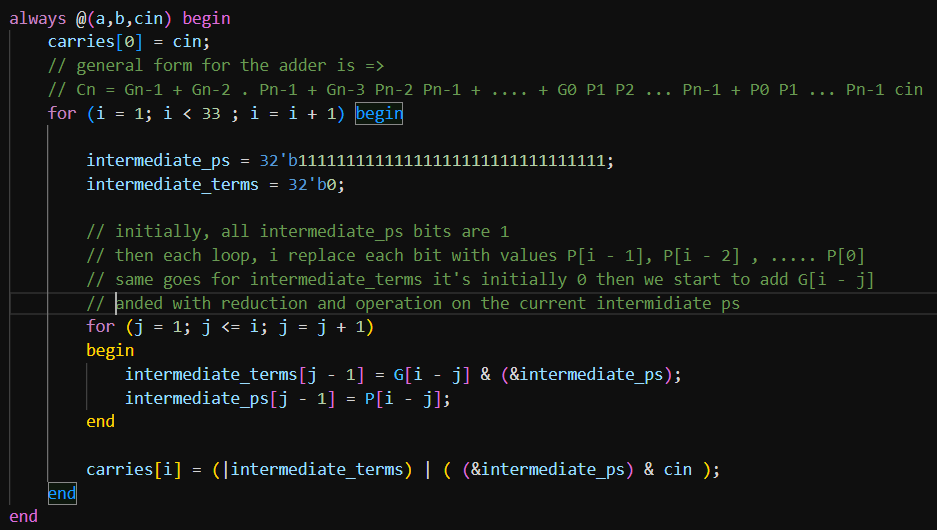 always @(a,b,cin) begin
carries[0] = cin;
// general form for the adder is =>
// Cn = Gn-1 + Gn-2 . Pn-1 + Gn-3 Pn-2 Pn-1 + .... + G0 P1 P2 ... Pn-1 + P0 P1 ... Pn-1 cin
for (i = 1; i < 33 ; i = i + 1) begin
intermediate_ps = 32'b11111111111111111111111111111111;
intermediate_terms = 32'b0;
// initially, all intermediate_ps bits are 1
// then each loop, i replace each bit with values P[i - 1], P[i - 2] , ..... P[0]
// same goes for intermediate_terms it's initially 0 then we start to add G[i - j]
// anded with reduction and operation on the current intermidiate ps
for (j = 1; j <= i; j = j + 1)
begin
intermediate_terms[j - 1] = G[i - j] & (&intermediate_ps);
intermediate_ps[j - 1] = P[i - j];
end
carries[i] = (|intermediate_terms) | ( (&intermediate_ps) & cin );
end
end